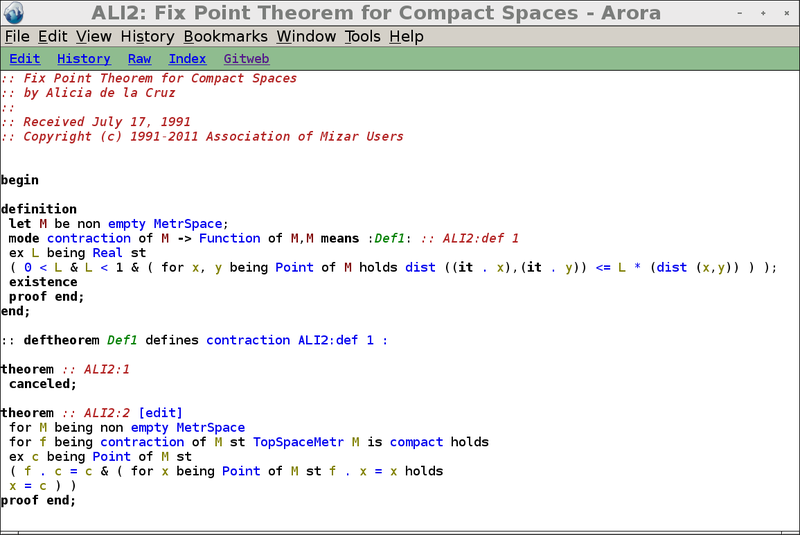 ALI2: Fix Point Theorem for Compact Spaces - Arora
File Edit View History Bookmarks Window Tools Help
Edit History Raw Index Gitweb
:: Fix Point Theorem for Compact Spaces
:: by Alicia de la Cruz
::
:: Received July 17, 1991
:: Copyright (c) 1991-2011 Association of Mizar Users
begin
definition
let M be non empty MetrSpace;
mode contraction of M -> Function of M,M means :Def1: :: ALI2:def 1
ex L being Real st
( 0 < L & L < 1 & ( for x, y being Point of M holds dist ((it . x),(it . y)) <= L * (dist (x,y)) ) );
existence
proof end;
end;
:: deftheorem Def1 defines contraction ALI2:def 1 :
theorem :: ALI2:1
canceled;
theorem :: ALI2:2 [edit]
for M being non empty MetrSpace
for f being contraction of M st TopSpaceMetr M is compact holds
ex c being Point of M st
( f . c = c & ( for x being Point of M st f . x = x holds
x = c ) )
proof end;